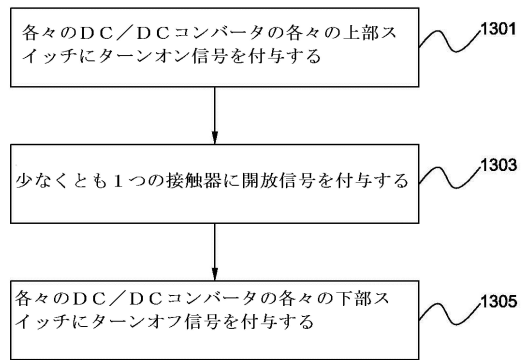 各々のDC／DCコンバータの各々の上部ス
イッチにターンオン信号を付与する
1301
少なくとも1つの接触器に開放信号を付与する
1303
各々のDC／DCコンバータの各々の下部ス
イッチにターンオフ信号を付与する
1305